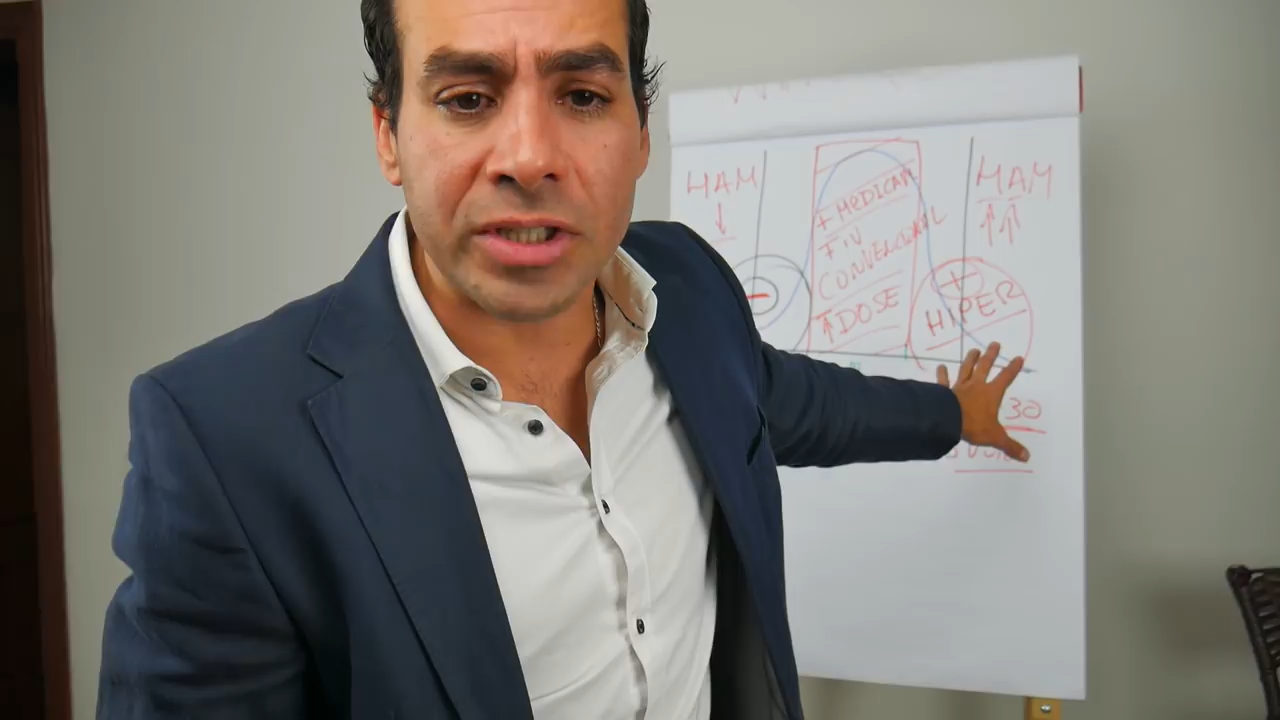 HAM
↓
+ MEDICAM
FIV
CONVENCIONAL
↑ DOSE
HAM
↑↑
+
HIPER
30